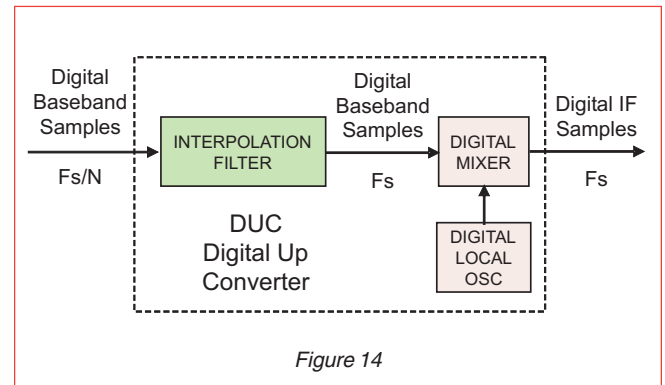 Digital
Baseband
Samples
Fs/N
INTERPOLATION
FILTER
Digital
Baseband
Samples
Fs
DIGITAL
MIXER
Digital IF
Samples
Fs
DUC
Digital Up
Converter
DIGITAL
LOCAL
OSC
Figure 14